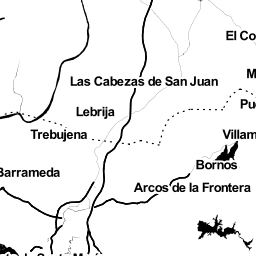 El Co
Las Cabezas de San Juan
M
Lebrija
Pu
Trebujena
Villam
Bornos
Barrameda
Arcos de la Frontera